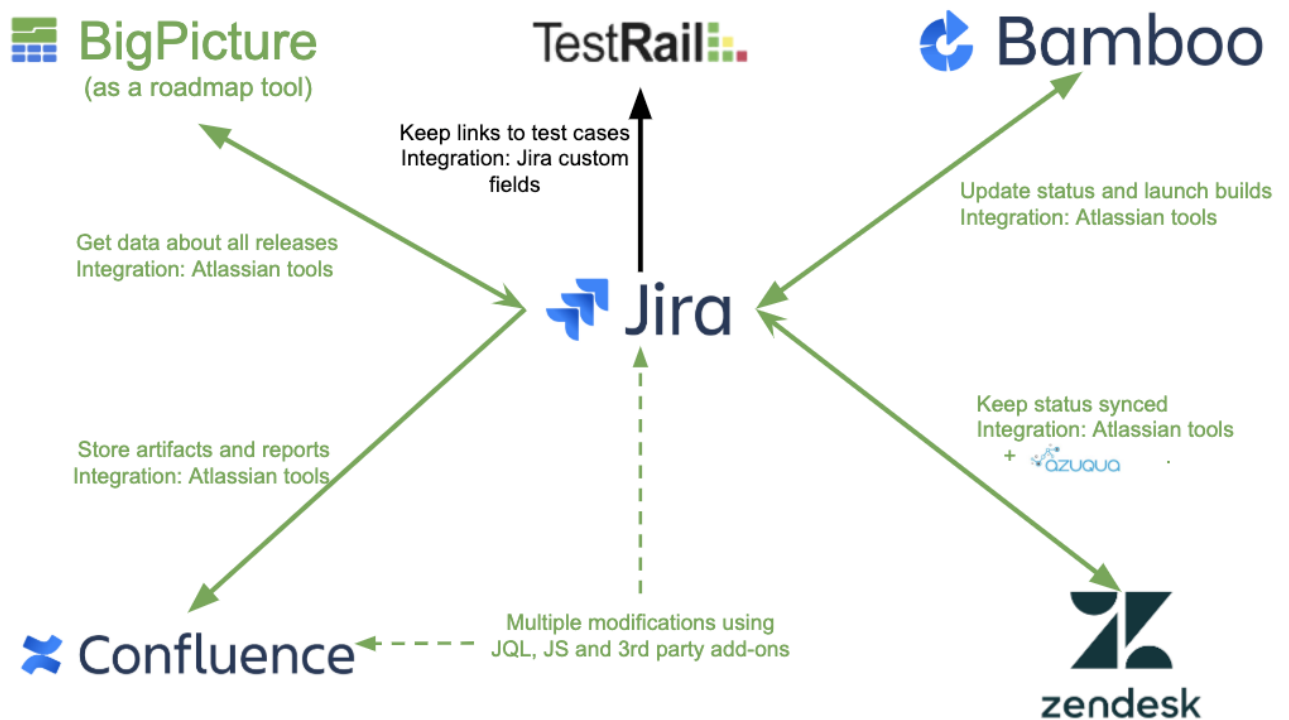 BigPicture
(as a roadmap tool)
TestRail
Bamboo
Keep links to test cases
Integration: Jira custom
fields
Update status and launch builds
Integration: Atlassian tools
Get data about all releases
Integration: Atlassian tools
Jira
Keep status synced
Integration: Atlassian tools
+ azuqua .
Store artifacts and reports
Integration: Atlassian tools
Multiple modifications using
JQL, JS and 3rd party add-ons
Confluence
zendesk